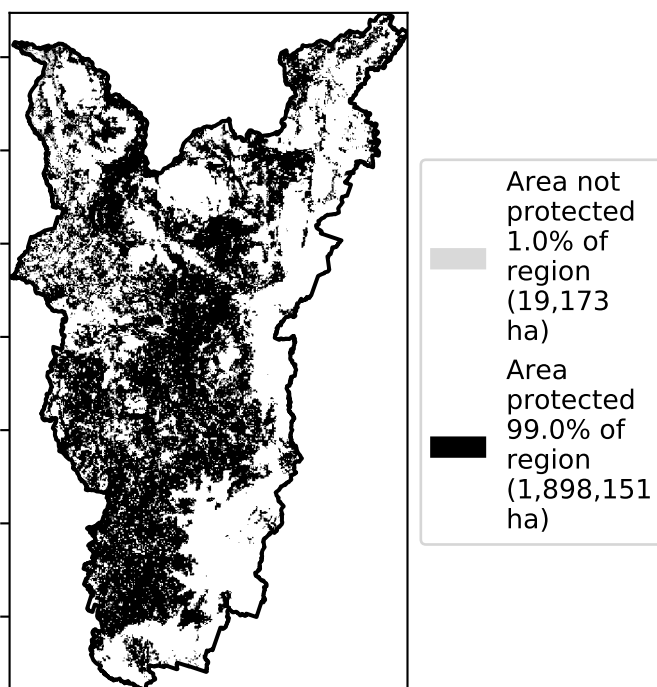 Area not
protected
1.0% of
region
(19,173
ha)
Area
protected
99.0% of
region
(1,898,151
ha)